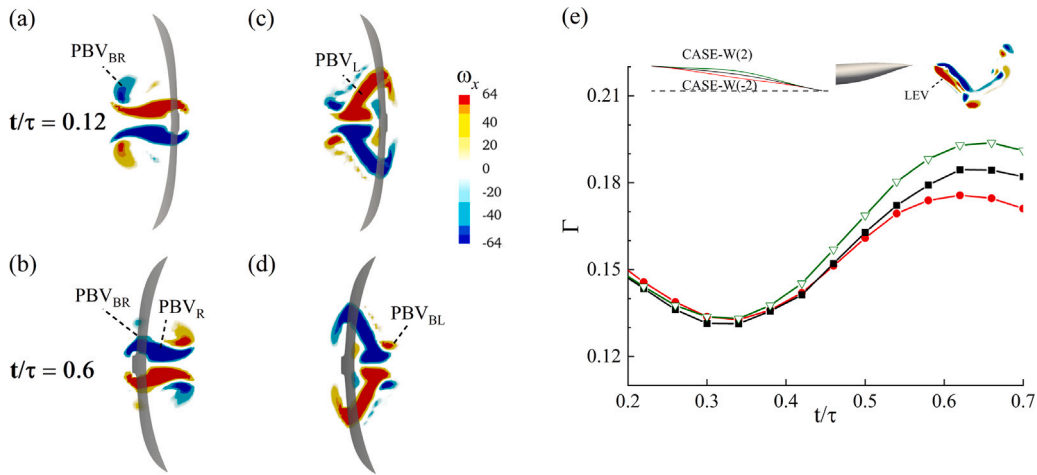 (a)
PBV_BR
t/τ = 0.12
(c)
PBV_L
ω_x
64
40
20
0
-20
-40
-64
(b)
PBV_BR
PBV_R
t/τ = 0.6
(d)
PBV_BL
(e)
CASE-W(2)
CASE-W(-2)
LEV
0.21
0.18
0.15
0.12
Γ
0.2 0.3 0.4 0.5 0.6 0.7
t/τ